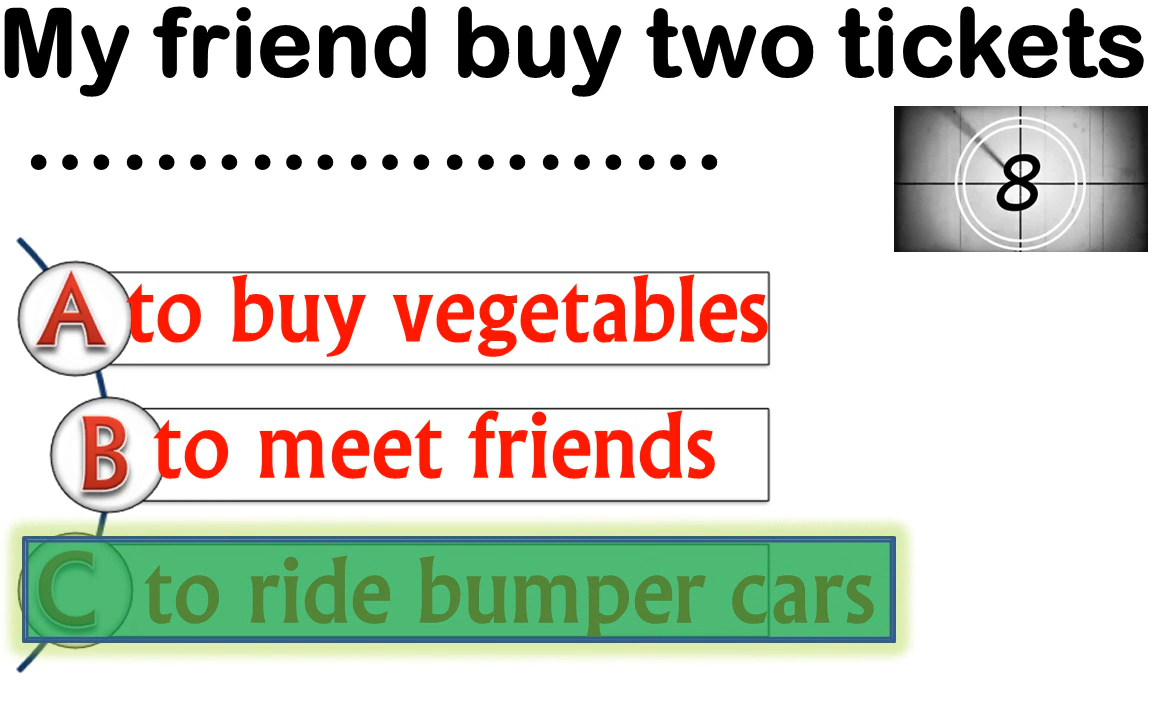 My friend buy two tickets
......................
8
A to buy vegetables
B to meet friends
C to ride bumper cars